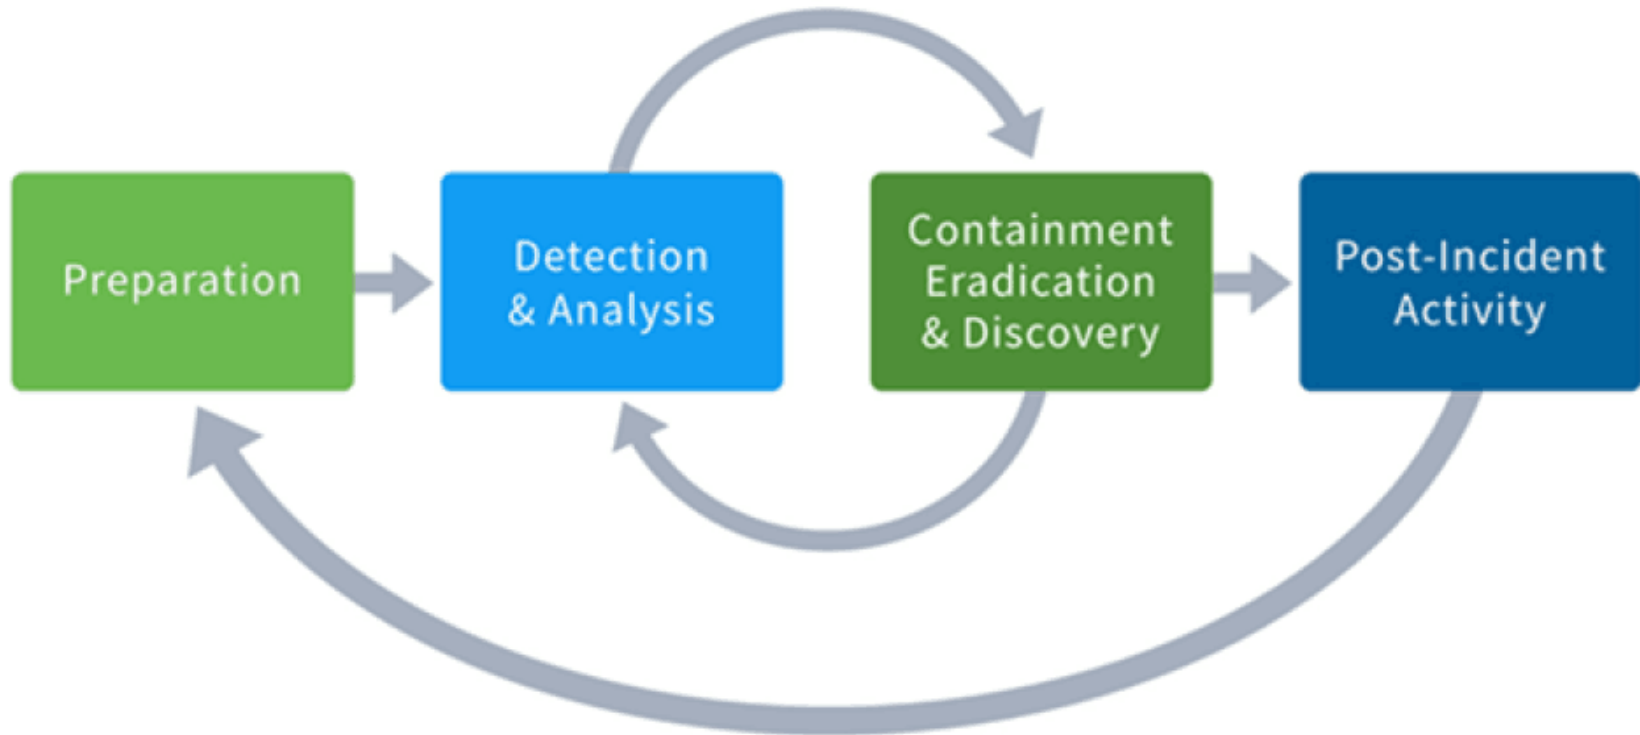 Preparation
Detection
& Analysis
Containment
Eradication
& Discovery
Post-Incident
Activity